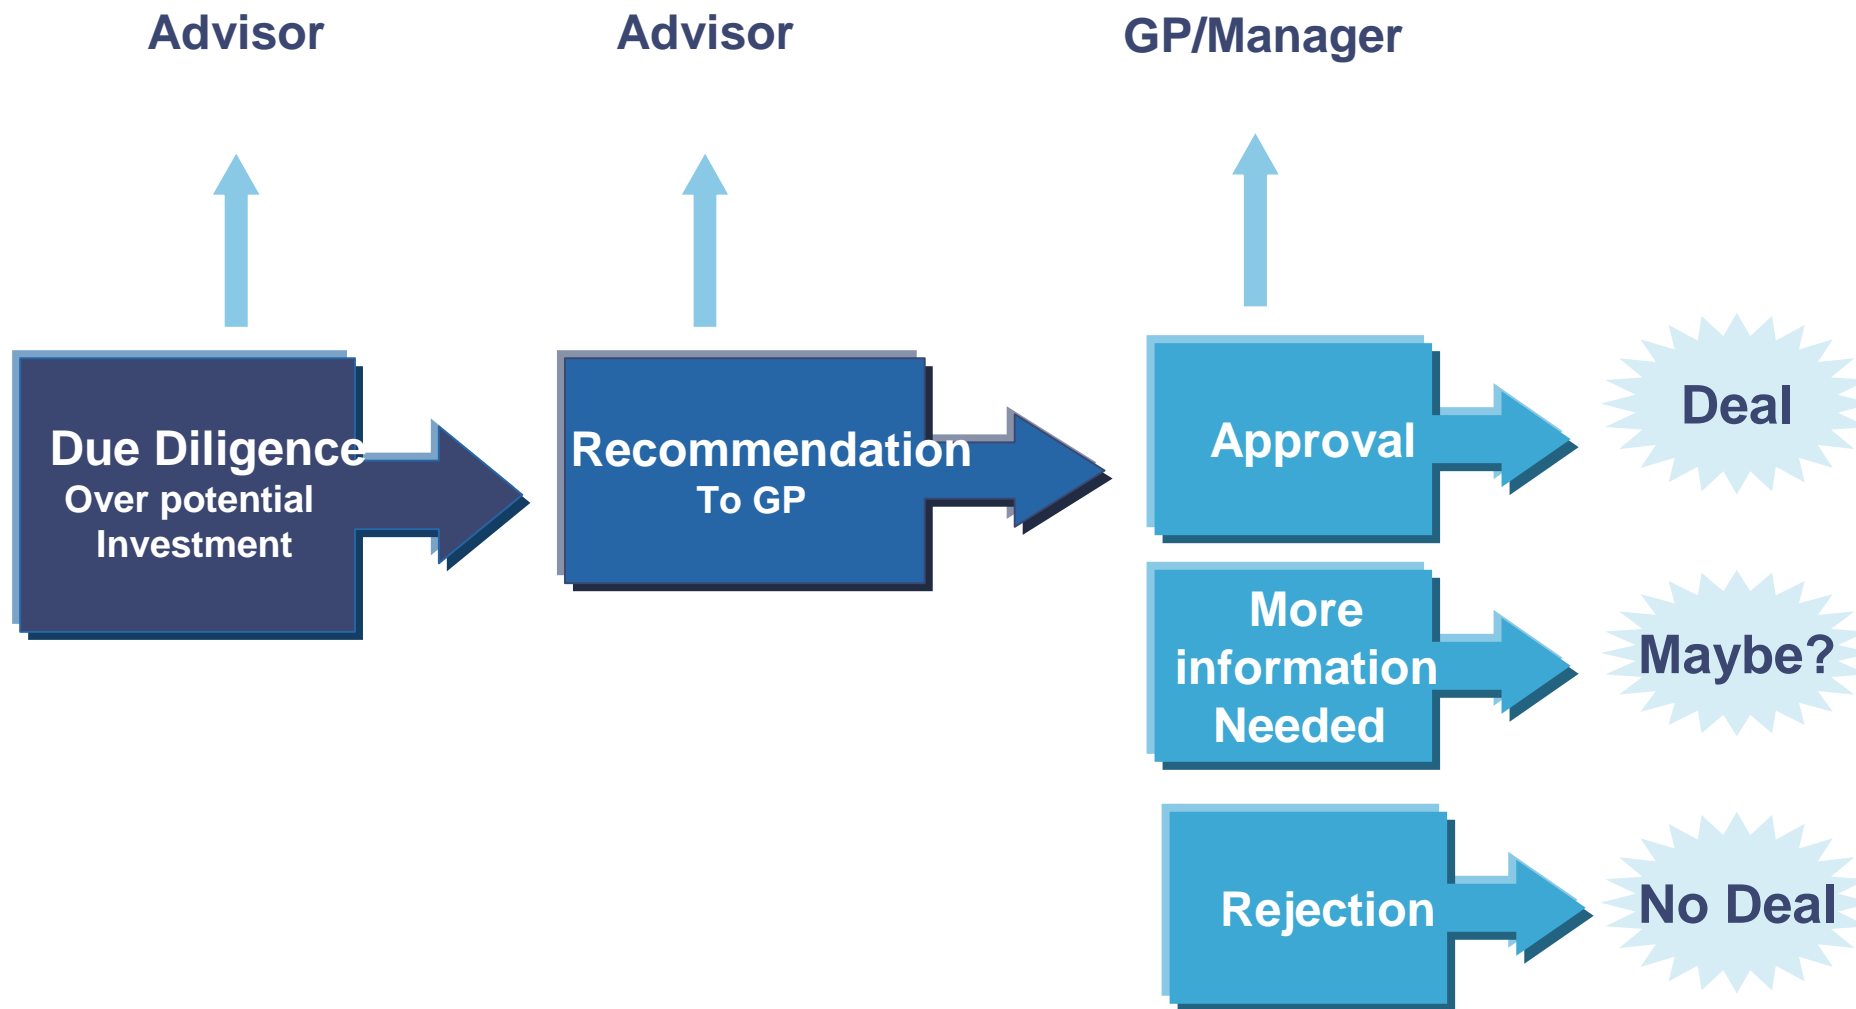 Advisor
Advisor
GP/Manager
Due Diligence
Over potential
Investment
Recommendation
To GP
Approval
Deal
More
information
Needed
Maybe?
Rejection
No Deal